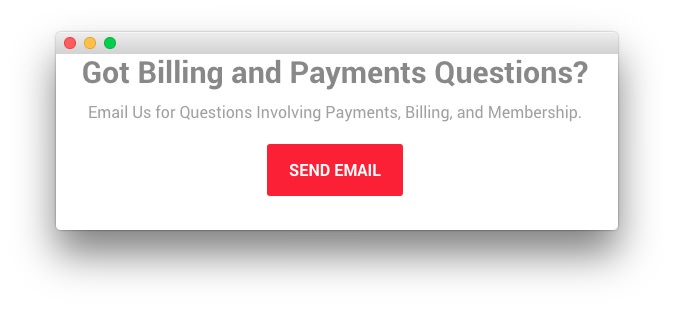 Got Billing and Payments Questions?
Email Us for Questions Involving Payments, Billing, and Membership.
SEND EMAIL